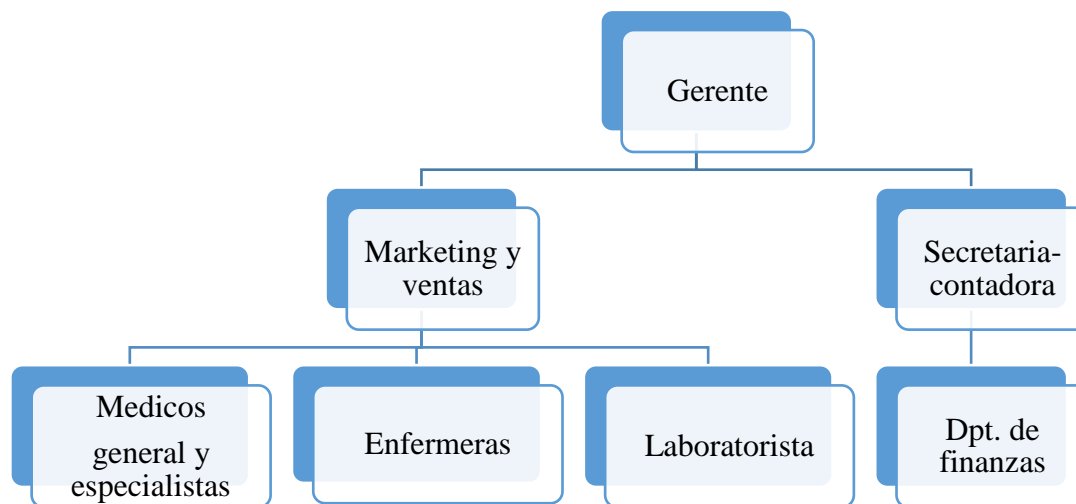 Gerente
Marketing y
ventas
Secretaria-
contadora
Medicos
general y
especialistas
Enfermeras
Laboratorista
Dpt. de
finanzas